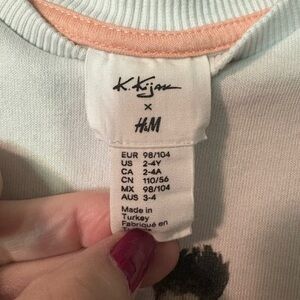 K. Kijak
x
H&M
EUR 98/104
US 2-4Y
CA 2-4A
CN 110/56
MX 98/104
AUS 3-4
Made in
Turkey
Fabriqué en